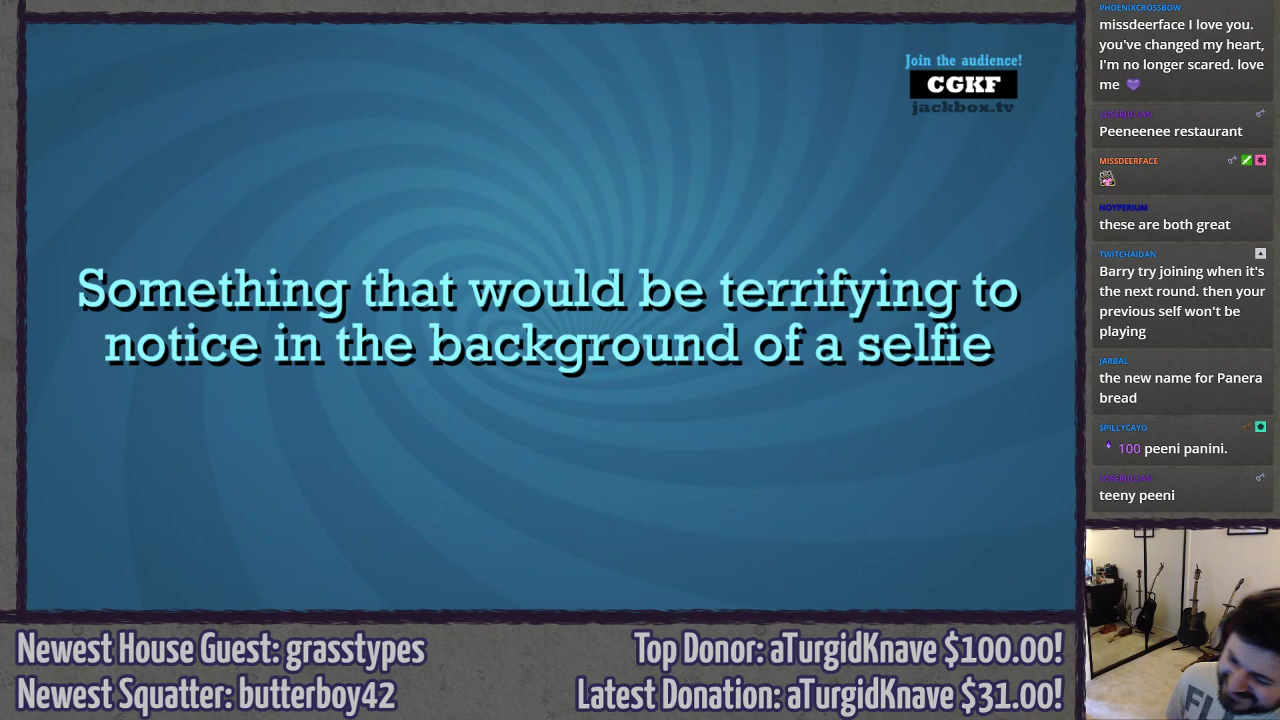 Join the audience!
CGKF
jackbox.tv
Something that would be terrifying to
notice in the background of a selfie
PHOENIXCROSSBOW
missdeerface I love you.
you've changed my heart,
I'm no longer scared. love
me
Peeneenee restaurant
MISSDEERFACE
HOYPERIUM
these are both great
TWITCHAIDAN
Barry try joining when it's
the next round. then your
previous self won't be
playing
JARBAL
the new name for Panera
bread
SPILLYCAYO
100 peeni panini.
teeny peeni
Newest House Guest: grasstypes
Newest Squatter: butterboy42
Top Donor: aTurgidKnave $100.00!
Latest Donation: aTurgidKnave $31.00!